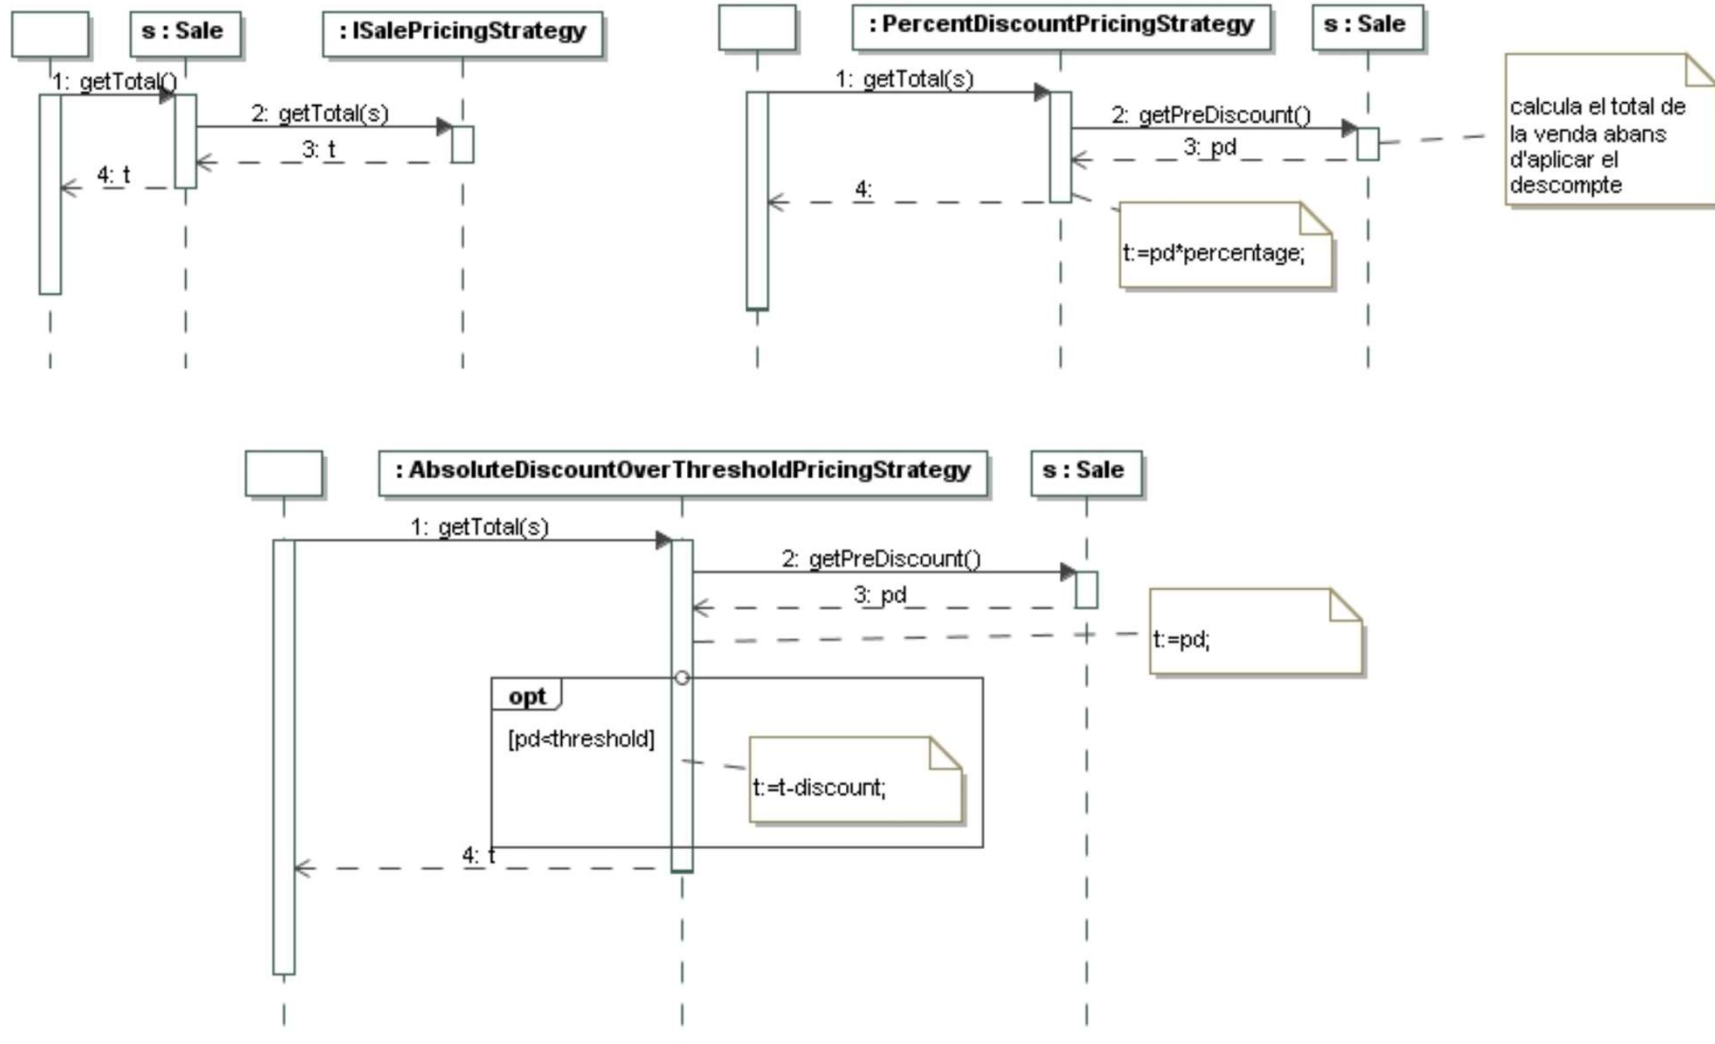 s : Sale
: ISalePricingStrategy
1: getTotal()
2: getTotal(s)
3: t
4: t
: PercentDiscountPricingStrategy
s : Sale
1: getTotal(s)
2: getPreDiscount()
3: pd
4:
calcula el total de
la venda abans
d'aplicar el
descompte
t:=pd*percentage;
: AbsoluteDiscountOverThresholdPricingStrategy
s : Sale
1: getTotal(s)
2: getPreDiscount()
3: pd
t:=pd;
opt
[pd<threshold]
t:=t-discount;
4: t